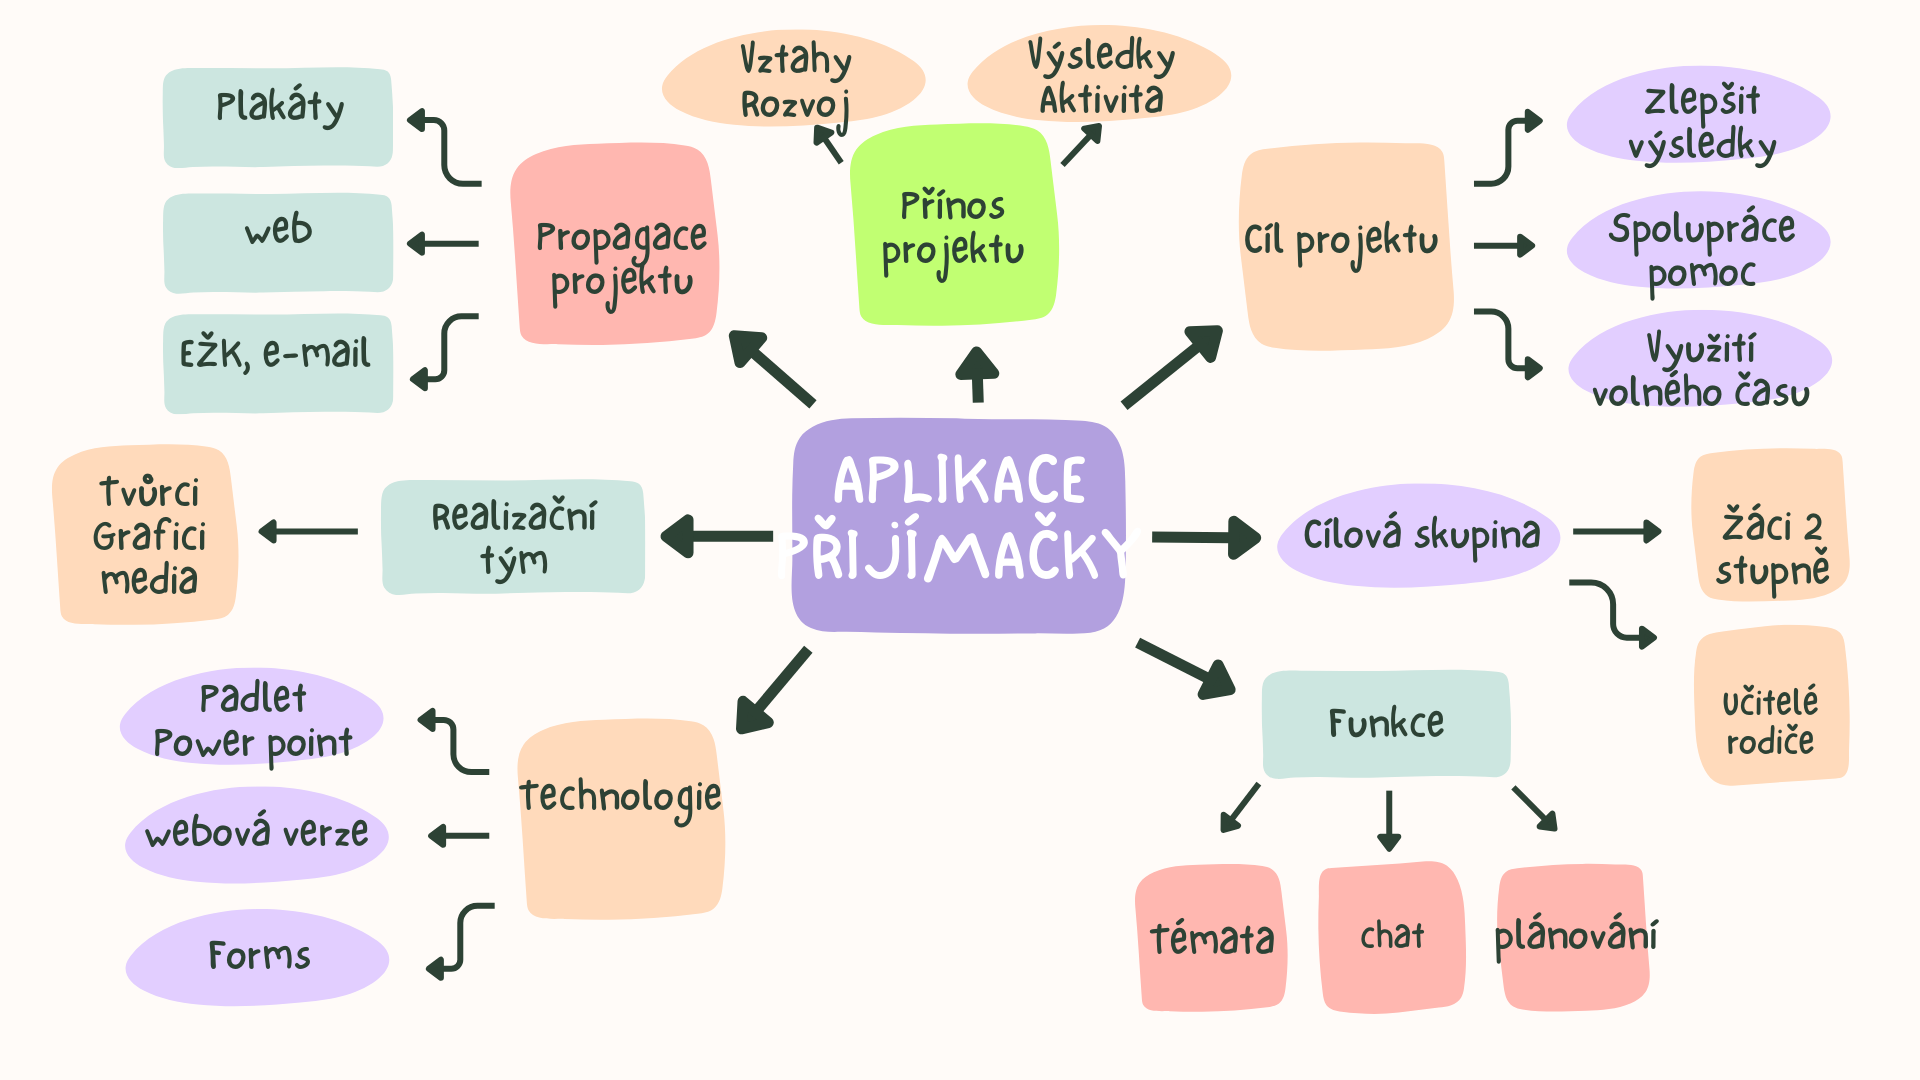 Vztahy
Rozvoj
Výsledky
Aktivita
Plakáty
web
EŽK, e-mail
Propagace
projektu
Přínos
projektu
Cíl projektu
Zlepšit
výsledky
Spolupráce
pomoc
Využití
volného času
APLIKACE
PŘIJÍMAČKY
Tvůrci
Grafici
media
Realizační
tým
Cílová skupina
Žáci 2
stupně
učitelé
rodiče
Padlet
Power point
webová verze
Forms
technologie
Funkce
Témata
chat
plánování